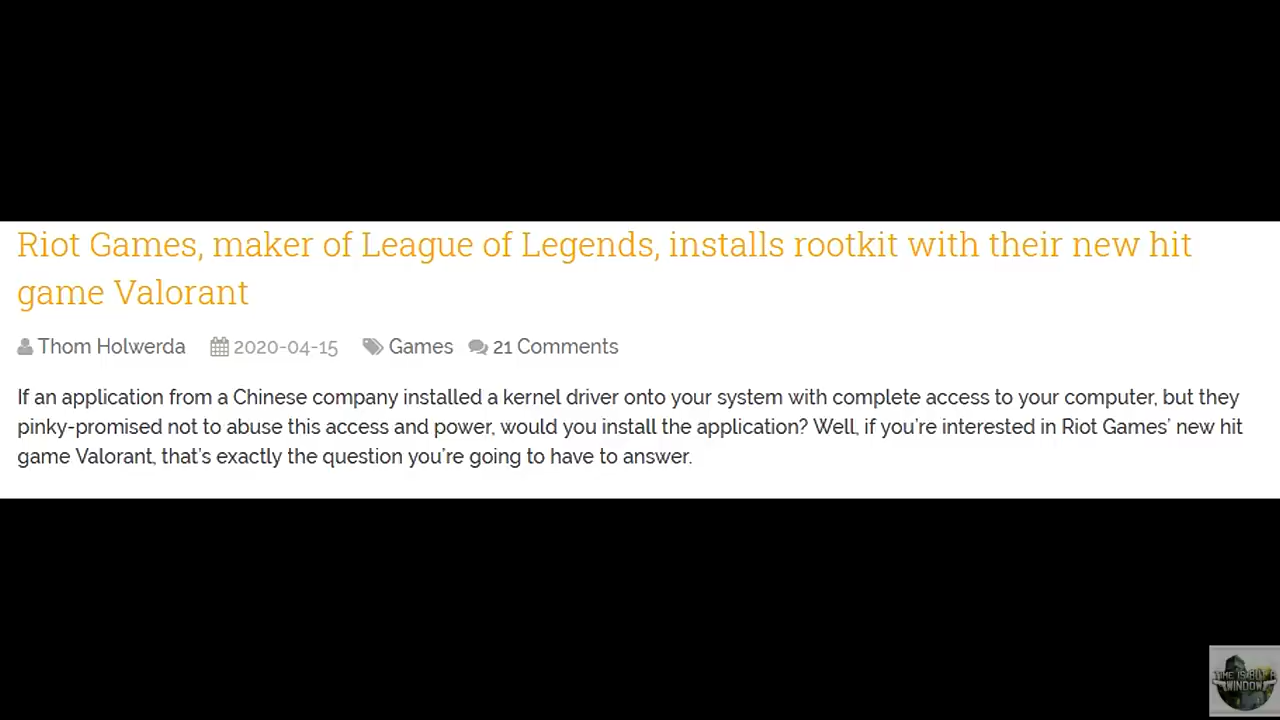 Riot Games, maker of League of Legends, installs rootkit with their new hit
game Valorant
Thom Holwerda 2020-04-15 Games 21 Comments
If an application from a Chinese company installed a kernel driver onto your system with complete access to your computer, but they
pinky-promised not to abuse this access and power, would you install the application? Well, if you're interested in Riot Games' new hit
game Valorant, that's exactly the question you're going to have to answer.
TIME IS BUT A
WINDOW